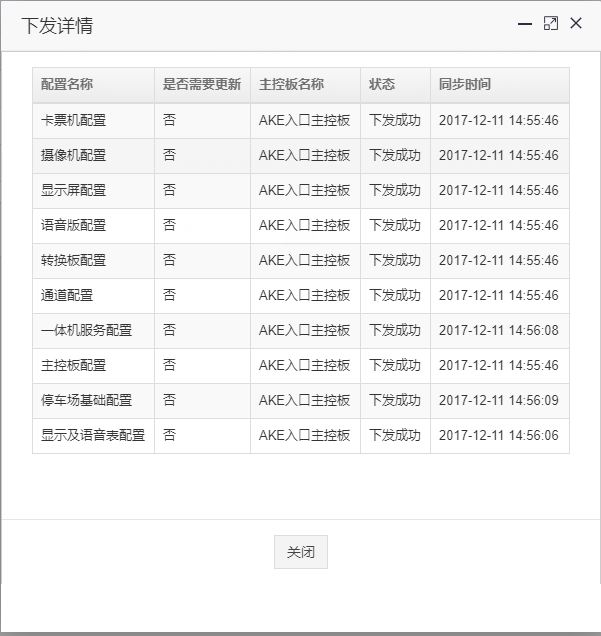 下发详情
配置名称 是否需要更新 主控板名称 状态 同步时间
卡票机配置 否 AKE入口主控板 下发成功 2017-12-11 14:55:46
摄像机配置 否 AKE入口主控板 下发成功 2017-12-11 14:55:46
显示屏配置 否 AKE入口主控板 下发成功 2017-12-11 14:55:46
语音版配置 否 AKE入口主控板 下发成功 2017-12-11 14:55:46
转换板配置 否 AKE入口主控板 下发成功 2017-12-11 14:55:46
通道配置 否 AKE入口主控板 下发成功 2017-12-11 14:55:46
一体机服务配置 否 AKE入口主控板 下发成功 2017-12-11 14:56:08
主控板配置 否 AKE入口主控板 下发成功 2017-12-11 14:55:46
停车场基础配置 否 AKE入口主控板 下发成功 2017-12-11 14:56:09
显示及语音表配置 否 AKE入口主控板 下发成功 2017-12-11 14:56:06
关闭